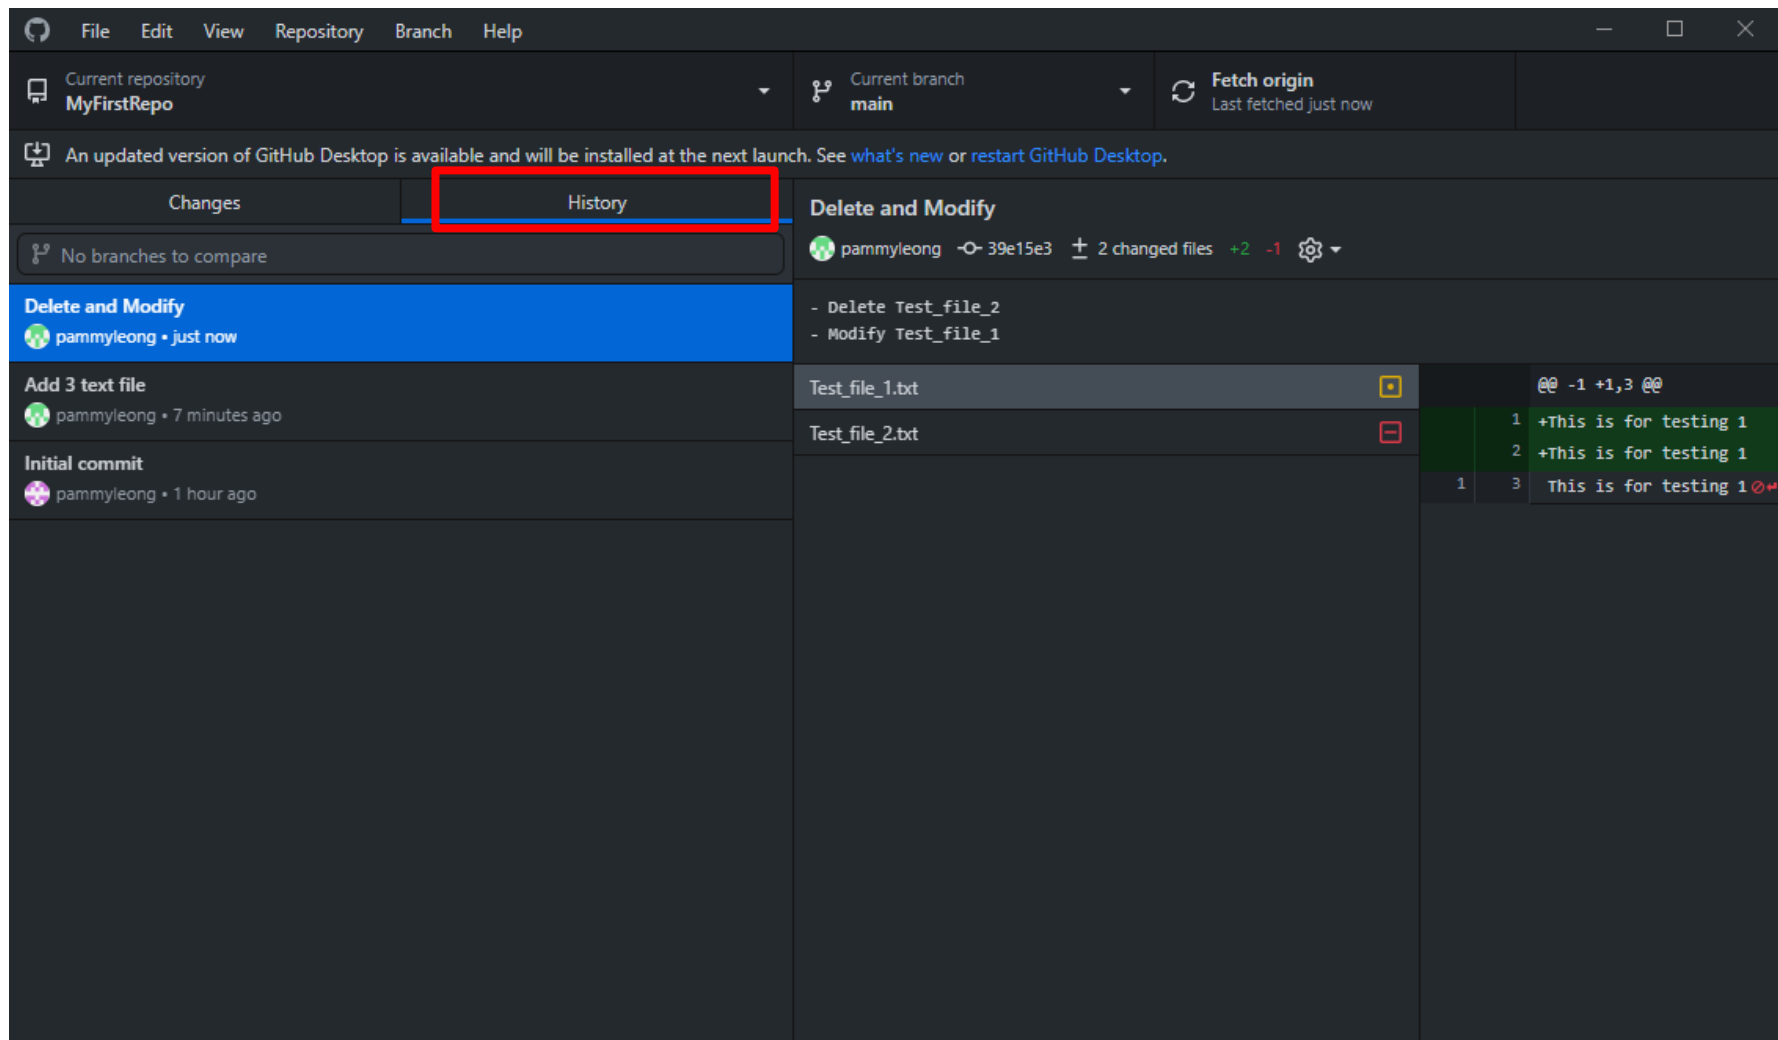 File Edit View Repository Branch Help
Current repository
MyFirstRepo
Current branch
main
Fetch origin
Last fetched just now
An updated version of GitHub Desktop is available and will be installed at the next launch. See what's new or restart GitHub Desktop.
Changes
History
No branches to compare
Delete and Modify
pammyleong • just now
Add 3 text file
pammyleong • 7 minutes ago
Initial commit
pammyleong • 1 hour ago
Delete and Modify
pammyleong 39e15e3 2 changed files +2 -1
- Delete Test_file_2
- Modify Test_file_1
Test_file_1.txt
Test_file_2.txt
@@ -1 +1,3 @@
1 +This is for testing 1
2 +This is for testing 1
1 3 This is for testing 1